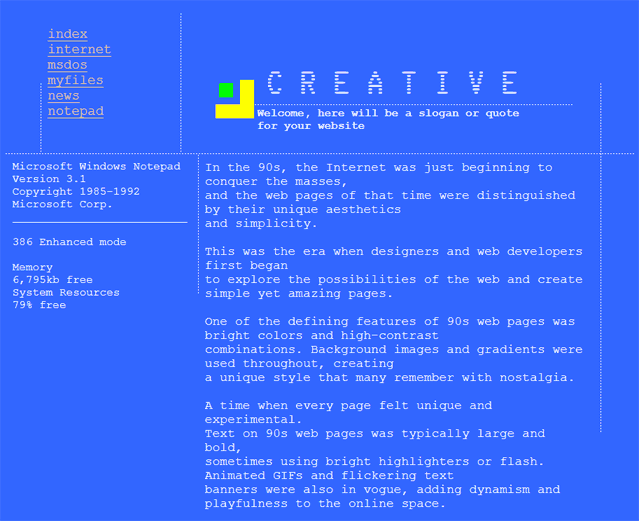 index
internet
msdos
myfiles
news
notepad
CREATIVE
Welcome, here will be a slogan or quote
for your website
Microsoft Windows Notepad
Version 3.1
Copyright 1985-1992
Microsoft Corp.
386 Enhanced mode
Memory
6,795kb free
System Resources
79% free
In the 90s, the Internet was just beginning to
conquer the masses,
and the web pages of that time were distinguished
by their unique aesthetics
and simplicity.
This was the era when designers and web developers
first began
to explore the possibilities of the web and create
simple yet amazing pages.
One of the defining features of 90s web pages was
bright colors and high-contrast
combinations. Background images and gradients were
used throughout, creating
a unique style that many remember with nostalgia.
A time when every page felt unique and
experimental.
Text on 90s web pages was typically large and
bold,
sometimes using bright highlighters or flash.
Animated GIFs and flickering text
banners were also in vogue, adding dynamism and
playfulness to the online space.